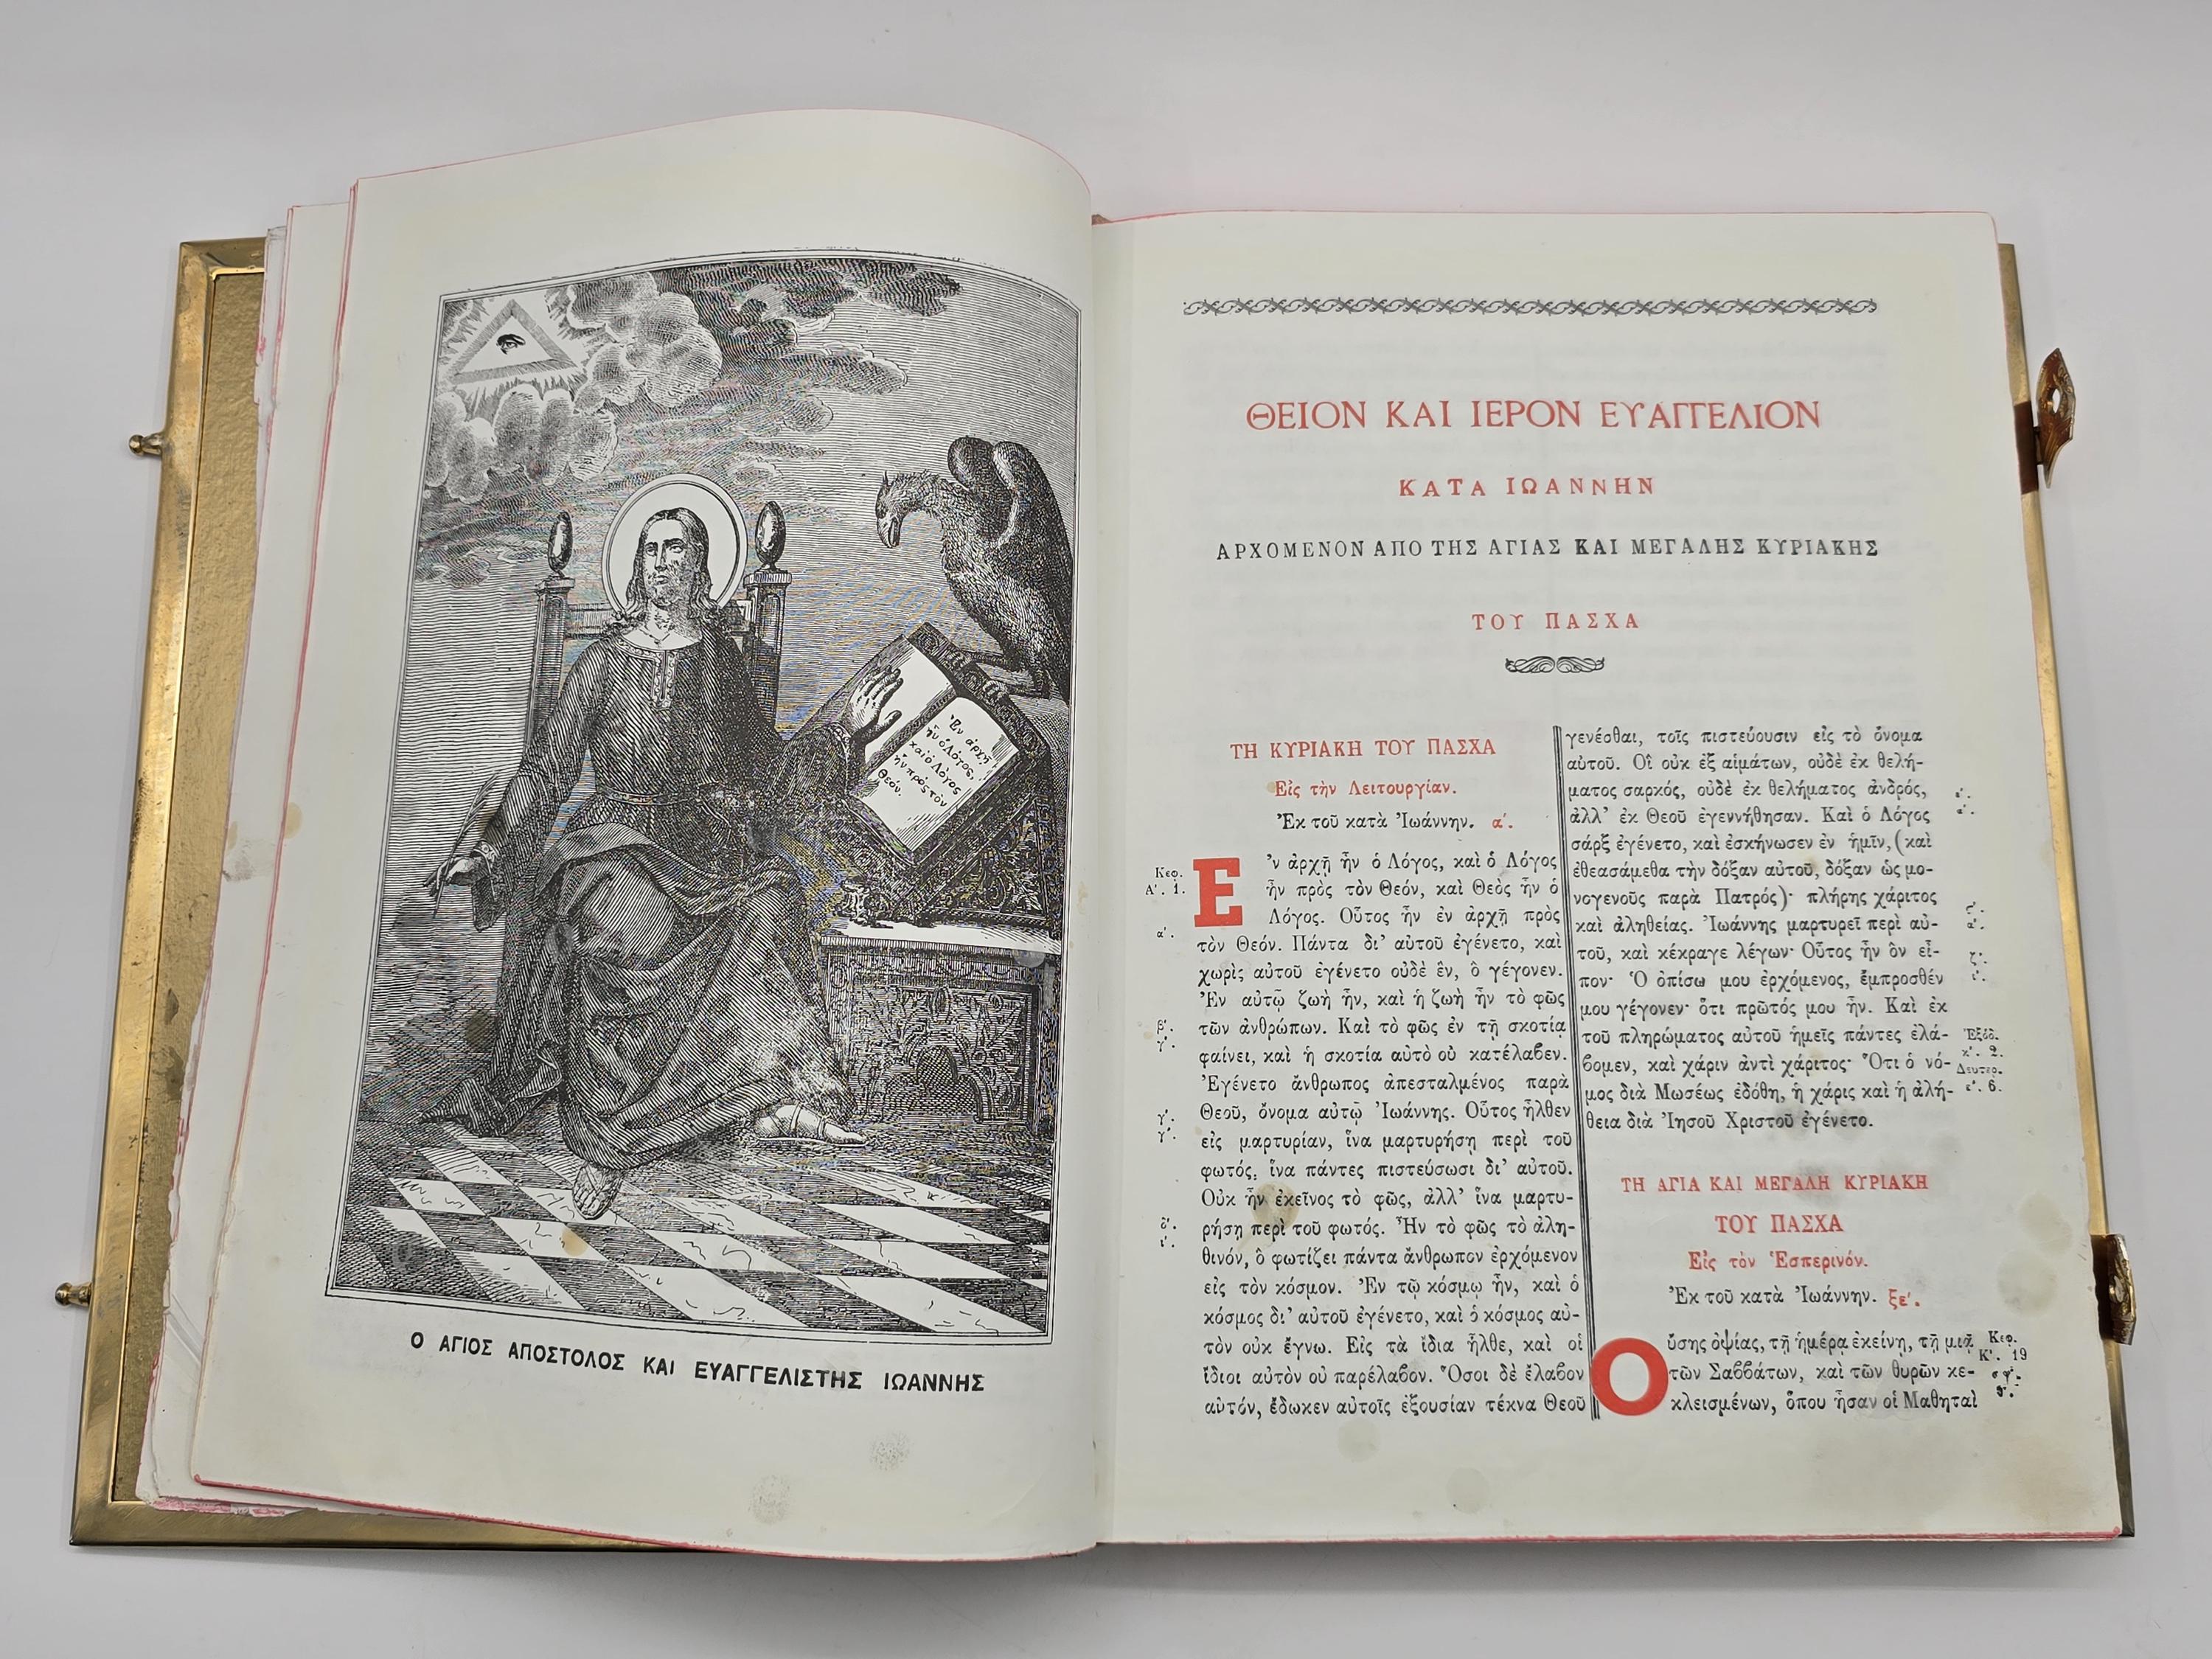 Ἐν ἀρχῇ
ἦν ὁ Λόγος,
καὶ ὁ Λόγος
ἦν πρὸς τὸν
Θεόν.
Ο ΑΓΙΟΣ ΑΠΟΣΤΟΛΟΣ ΚΑΙ ΕΥΑΓΓΕΛΙΣΤΗΣ ΙΩΑΝΝΗΣ
ΘΕΙΟΝ ΚΑΙ ΙΕΡΟΝ ΕΥΑΓΓΕΛΙΟΝ
ΚΑΤΑ ΙΩΑΝΝΗΝ
ΑΡΧΟΜΕΝΟΝ ΑΠΟ ΤΗΣ ΑΓΙΑΣ ΚΑΙ ΜΕΓΑΛΗΣ ΚΥΡΙΑΚΗΣ
ΤΟΥ ΠΑΣΧΑ
ΤΗ ΚΥΡΙΑΚΗ ΤΟΥ ΠΑΣΧΑ
Εἰς τὴν Λειτουργίαν.
Ἐκ τοῦ κατὰ Ἰωάννην. α΄.
Κεφ.
Α΄. 1.
Ε᾿ν ἀρχῇ ἦν ὁ Λόγος, καὶ ὁ Λόγος
ἦν πρὸς τὸν Θεόν, καὶ Θεὸς ἦν ὁ
Λόγος. Οὗτος ἦν ἐν ἀρχῇ πρὸς
α΄.
τὸν Θεόν. Πάντα δι' αὐτοῦ ἐγένετο, καὶ
χωρὶς αὐτοῦ ἐγένετο οὐδὲ ἓν, ὃ γέγονεν.
Ἐν αὐτῷ ζωὴ ἦν, καὶ ἡ ζωὴ ἦν τὸ φῶς
β΄.
γ΄.
τῶν ἀνθρώπων. Καὶ τὸ φῶς ἐν τῇ σκοτίᾳ
φαίνει, καὶ ἡ σκοτία αὐτὸ οὐ κατέλαβεν.
Ἐγένετο ἄνθρωπος ἀπεσταλμένος παρὰ
γ΄.
γ΄.
Θεοῦ, ὄνομα αὐτῷ Ἰωάννης. Οὗτος ἦλθεν
εἰς μαρτυρίαν, ἵνα μαρτυρήσῃ περὶ τοῦ
φωτός, ἵνα πάντες πιστεύσωσι δι' αὐτοῦ.
Οὐκ ἦν ἐκεῖνος τὸ φῶς, ἀλλ' ἵνα μαρτυ-
δ΄.
ι΄.
ρήσῃ περὶ τοῦ φωτός. Ἦν τὸ φῶς τὸ ἀλη-
θινόν, ὃ φωτίζει πάντα ἄνθρωπον ἐρχόμενον
εἰς τὸν κόσμον. Ἐν τῷ κόσμῳ ἦν, καὶ ὁ
κόσμος δι' αὐτοῦ ἐγένετο, καὶ ὁ κόσμος αὐ-
τὸν οὐκ ἔγνω. Εἰς τὰ ἴδια ἦλθε, καὶ οἱ
ἴδιοι αὐτὸν οὐ παρέλαβον. Ὅσοι δὲ ἔλαβον
αὐτόν, ἔδωκεν αὐτοῖς ἐξουσίαν τέκνα Θεοῦ
γενέσθαι, τοῖς πιστεύουσιν εἰς τὸ ὄνομα
αὐτοῦ. Οἳ οὐκ ἐξ αἱμάτων, οὐδὲ ἐκ θελή-
ματος σαρκός, οὐδὲ ἐκ θελήματος ἀνδρός,
ἀλλ' ἐκ Θεοῦ ἐγεννήθησαν. Καὶ ὁ Λόγος
σάρξ ἐγένετο, καὶ ἐσκήνωσεν ἐν ἡμῖν, (καὶ
ἐθεασάμεθα τὴν δόξαν αὐτοῦ, δόξαν ὡς μο-
νογενοῦς παρὰ Πατρός)· πλήρης χάριτος
καὶ ἀληθείας. Ἰωάννης μαρτυρεῖ περὶ αὐ-
τοῦ, καὶ κέκραγε λέγων· Οὗτος ἦν ὃν εἶ-
πον· Ὁ ὀπίσω μου ἐρχόμενος, ἔμπροσθέν
μου γέγονεν· ὅτι πρῶτός μου ἦν. Καὶ ἐκ
τοῦ πληρώματος αὐτοῦ ἡμεῖς πάντες ἐλά-
βομεν, καὶ χάριν ἀντὶ χάριτος· Ὅτι ὁ νό-
μος διὰ Μωσέως ἐδόθη, ἡ χάρις καὶ ἡ ἀλή-
θεια διὰ Ἰησοῦ Χριστοῦ ἐγένετο.
Ἐξόδ.
κ΄. 2.
Δευτερ.
ε΄. 6.
ΤΗ ΑΓΙΑ ΚΑΙ ΜΕΓΑΛΗ ΚΥΡΙΑΚΗ
ΤΟΥ ΠΑΣΧΑ
Εἰς τὸν Ἑσπερινόν.
Ἐκ τοῦ κατὰ Ἰωάννην. ξε΄.
Οὔσης ὀψίας, τῇ ἡμέρᾳ ἐκείνῃ, τῇ μιᾷ
τῶν Σαββάτων, καὶ τῶν θυρῶν κε-
κλεισμένων, ὅπου ἦσαν οἱ Μαθηταὶ
Κεφ.
Κ΄. 19